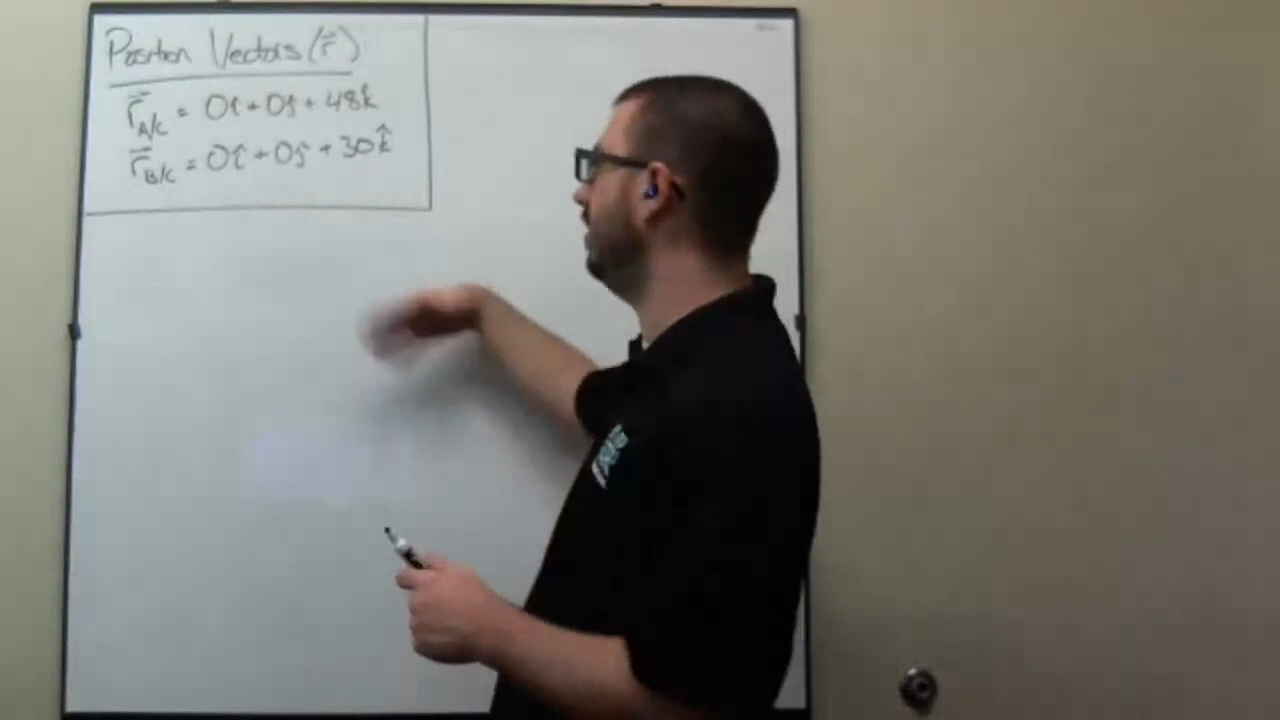 Position Vectors (r⃗)
r⃗A/C = 0î + 0ĵ + 48k̂
r⃗B/C = 0î + 0ĵ + 30k̂